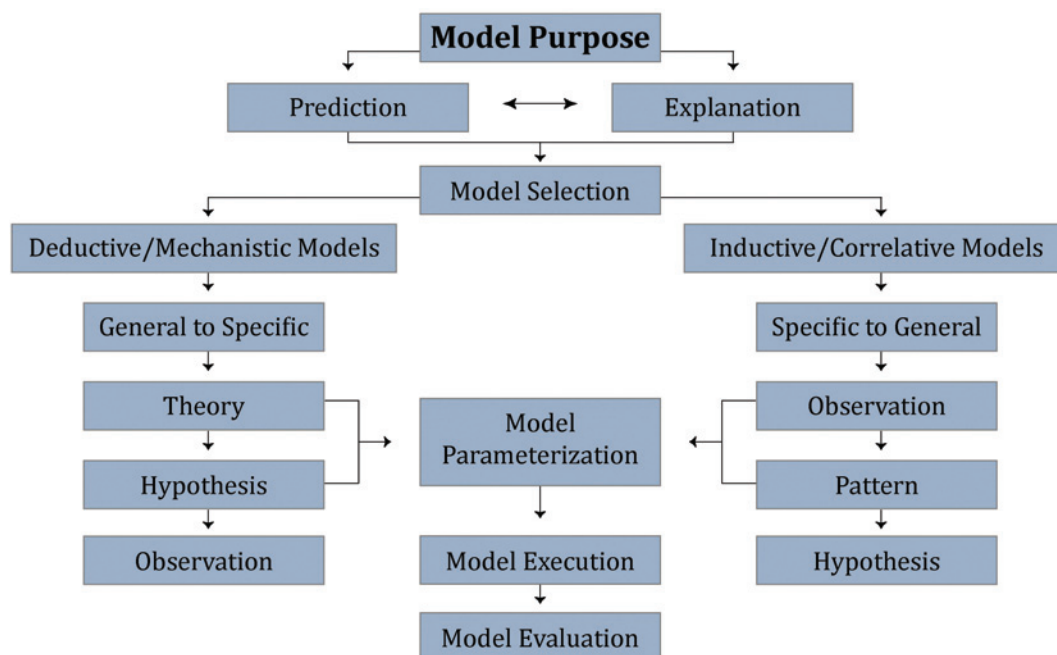 Model Purpose
Prediction
Explanation
Model Selection
Deductive/Mechanistic Models
Inductive/Correlative Models
General to Specific
Specific to General
Theory
Model
Parameterization
Observation
Hypothesis
Pattern
Observation
Model Execution
Hypothesis
Model Evaluation